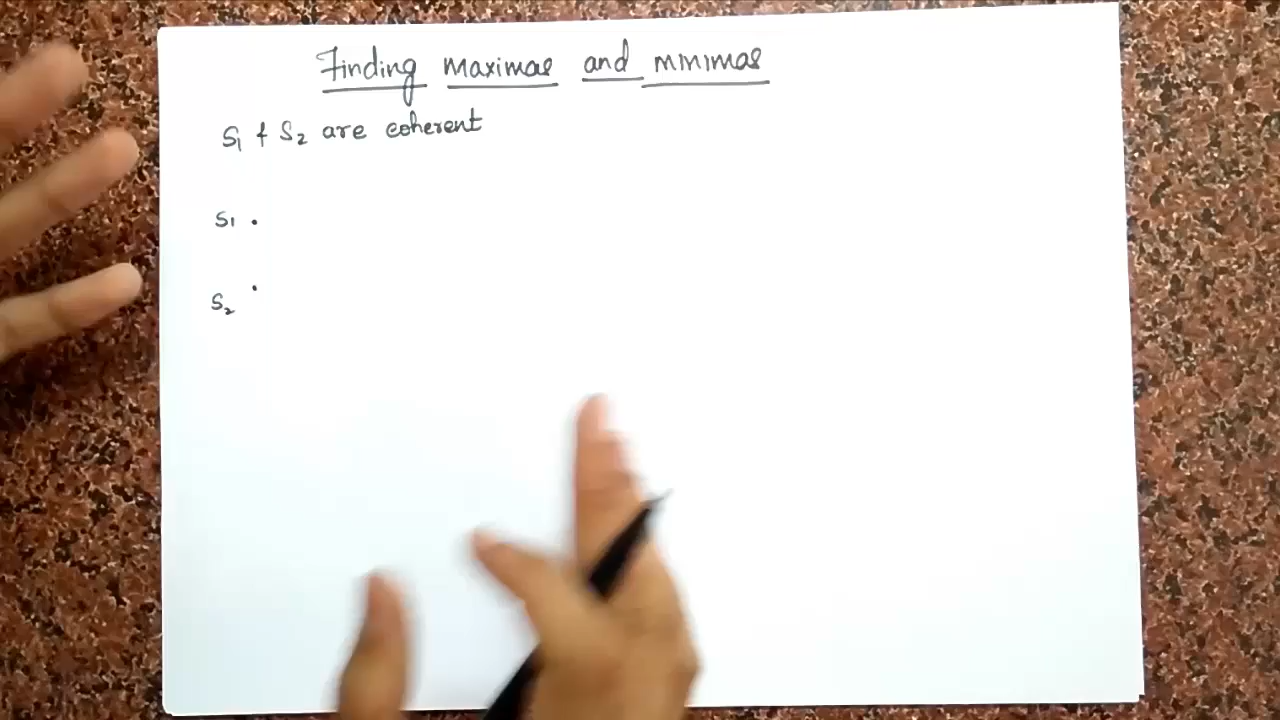 Finding maximas and minimas
S₁ & S₂ are coherent
S₁ .
S₂ .